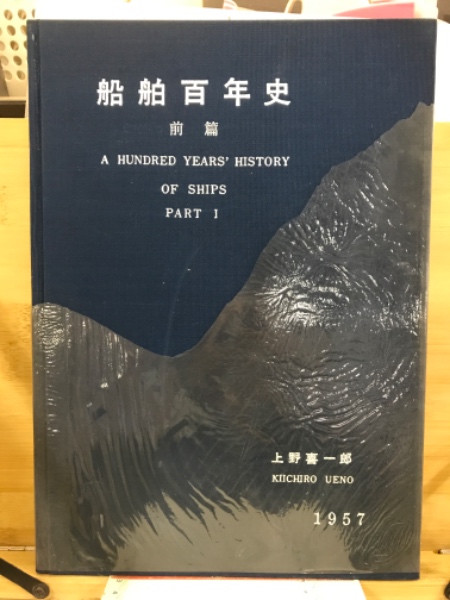 船舶百年史
前篇
A HUNDRED YEARS' HISTORY
OF SHIPS
PART I
上野喜一郎
KIICHIRO UENO
1957